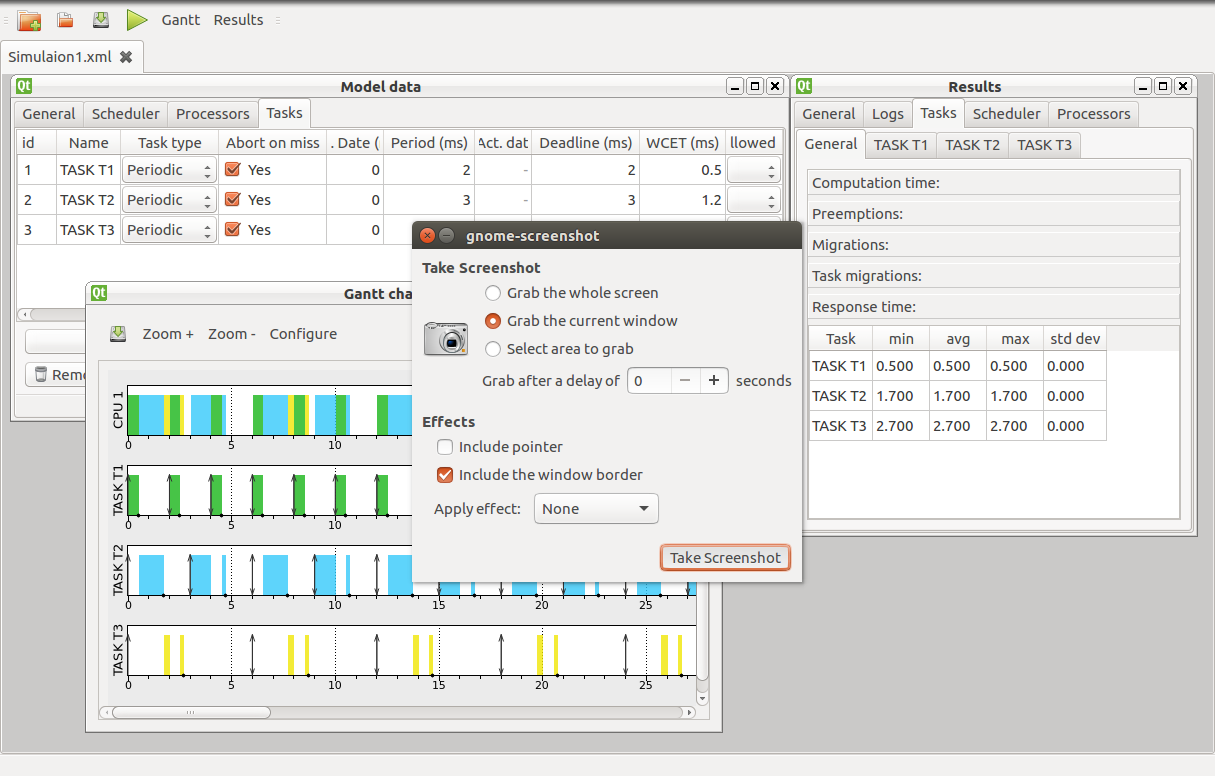 Gantt Results
Simulaion1.xml
Qt Model data
General Scheduler Processors Tasks
id Name Task type Abort on miss . Date ( Period (ms) Act. dat Deadline (ms) WCET (ms) llowed
1 TASK T1 Periodic Yes 0 2 - 2 0.5
2 TASK T2 Periodic Yes 0 3 - 3 1.2
3 TASK T3 Periodic Yes 0
Remo
Qt Results
General Logs Tasks Scheduler Processors
General TASK T1 TASK T2 TASK T3
Computation time:
Preemptions:
Migrations:
Task migrations:
Response time:
Task min avg max std dev
TASK T1 0.500 0.500 0.500 0.000
TASK T2 1.700 1.700 1.700 0.000
TASK T3 2.700 2.700 2.700 0.000
Qt Gantt cha
Zoom + Zoom - Configure
CPU 1
0 5 10
TASK T1
0 5 10
TASK T2
0 5 10 15 20 25
TASK T3
0 5 10 15 20 25
gnome-screenshot
Take Screenshot
Grab the whole screen
Grab the current window
Select area to grab
Grab after a delay of 0 − + seconds
Effects
Include pointer
Include the window border
Apply effect: None
Take Screenshot